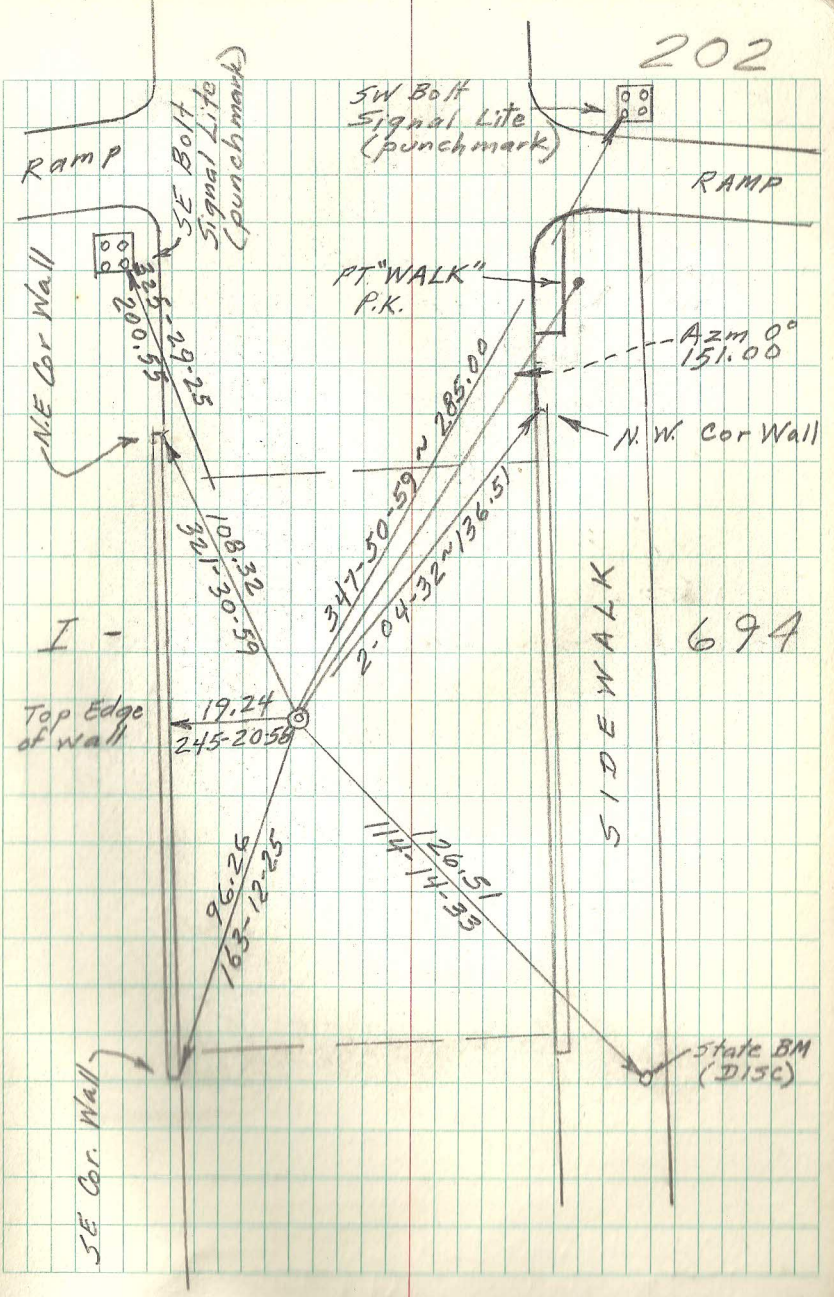 202
SW Bolt
Signal Lite
(punchmark)
SE Bolt
Signal Lite
(punchmark)
Ramp
RAMP
PT "WALK"
P.K.
325-29-25
200.55
N.E Cor Wall
Azm 0°
151.00
N.W. Cor Wall
347-50-59 ~ 285.00
2-04-32 ~ 136.51
108.32
321-30-59
I -
694
SIDEWALK
Top Edge
of Wall
19.24
245-20-56
96.26
163-12-25
126.51
114-14-33
State BM
(DISC)
SE Cor. Wall